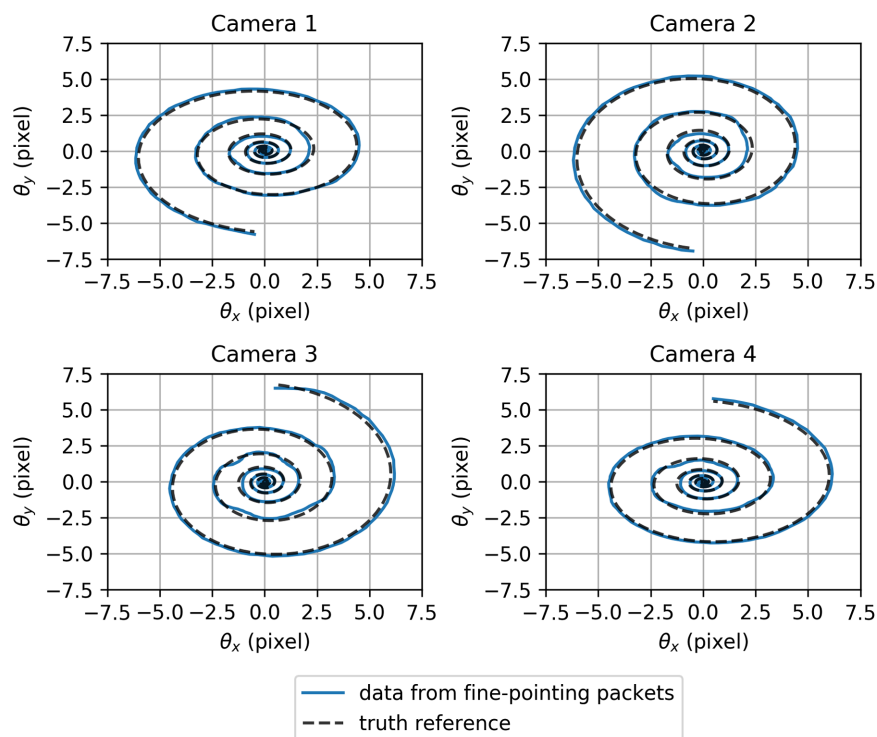 Camera 1
7.5
5.0
2.5
0.0
−2.5
−5.0
−7.5
θy (pixel)
−7.5 −5.0 −2.5 0.0 2.5 5.0 7.5
θx (pixel)
Camera 2
7.5
5.0
2.5
0.0
−2.5
−5.0
−7.5
θy (pixel)
−7.5 −5.0 −2.5 0.0 2.5 5.0 7.5
θx (pixel)
Camera 3
7.5
5.0
2.5
0.0
−2.5
−5.0
−7.5
θy (pixel)
−7.5 −5.0 −2.5 0.0 2.5 5.0 7.5
θx (pixel)
Camera 4
7.5
5.0
2.5
0.0
−2.5
−5.0
−7.5
θy (pixel)
−7.5 −5.0 −2.5 0.0 2.5 5.0 7.5
θx (pixel)
data from fine-pointing packets
truth reference